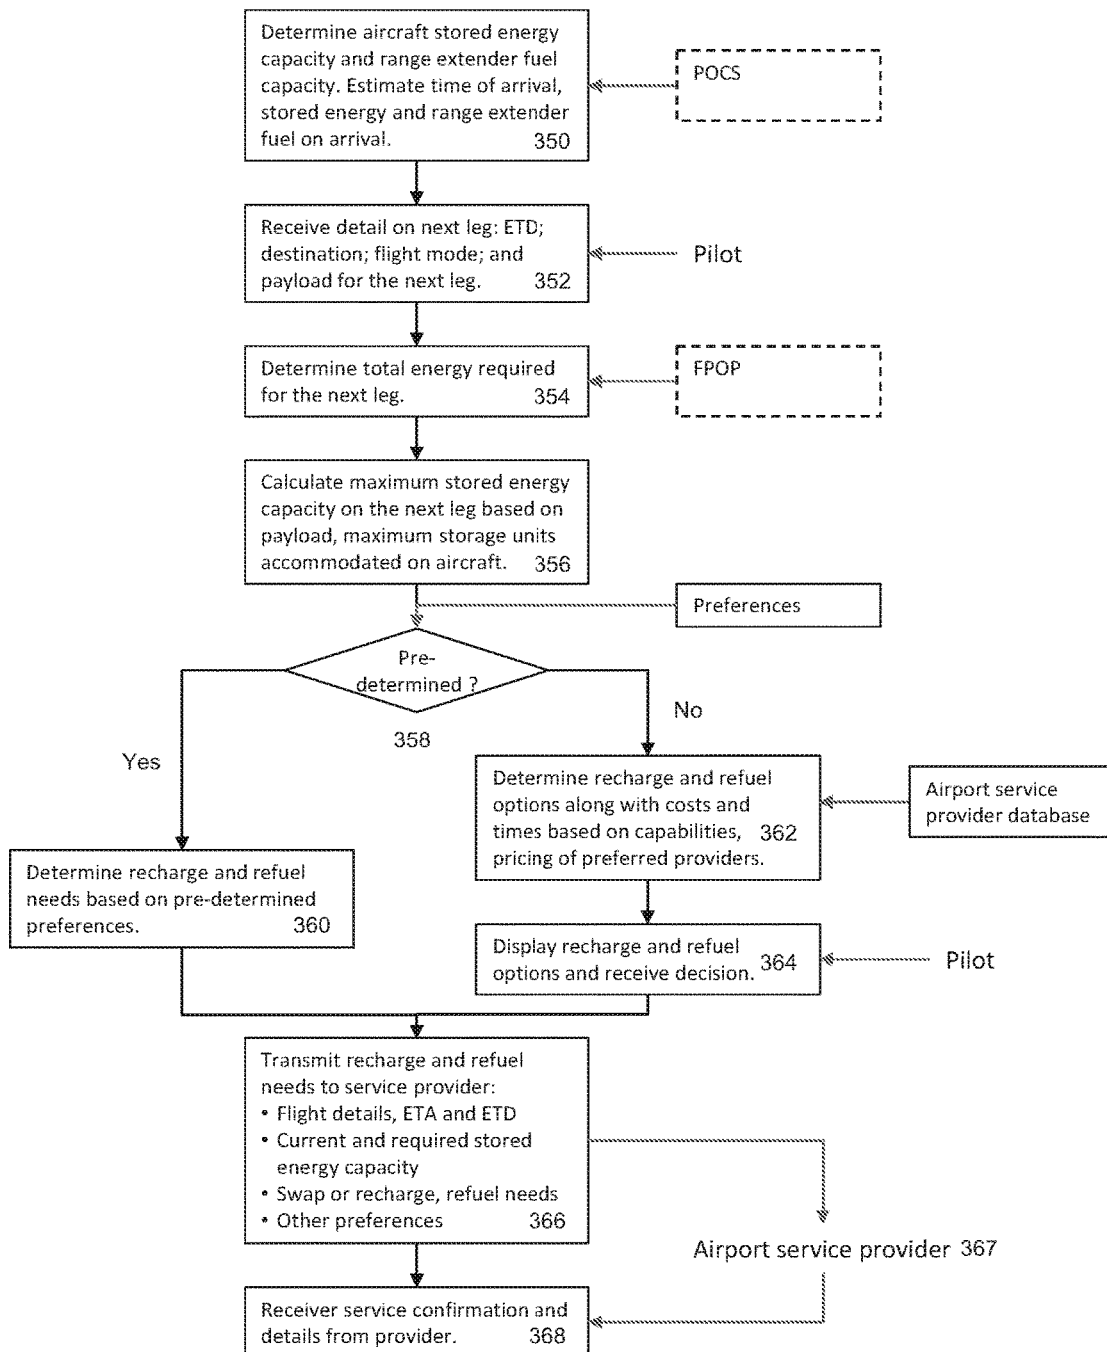 Determine aircraft stored energy
capacity and range extender fuel
capacity. Estimate time of arrival,
stored energy and range extender
fuel on arrival. 350
POCS
Receive detail on next leg: ETD;
destination; flight mode; and
payload for the next leg. 352
Pilot
Determine total energy required
for the next leg. 354
FPOP
Calculate maximum stored energy
capacity on the next leg based on
payload, maximum storage units
accommodated on aircraft. 356
Preferences
Pre-
determined ?
358
Yes
No
Determine recharge and refuel
options along with costs and
times based on capabilities, 362
pricing of preferred providers.
Airport service
provider database
Determine recharge and refuel
needs based on pre-determined
preferences. 360
Display recharge and refuel
options and receive decision. 364
Pilot
Transmit recharge and refuel
needs to service provider:
• Flight details, ETA and ETD
• Current and required stored
energy capacity
• Swap or recharge, refuel needs
• Other preferences 366
Airport service provider 367
Receiver service confirmation and
details from provider. 368